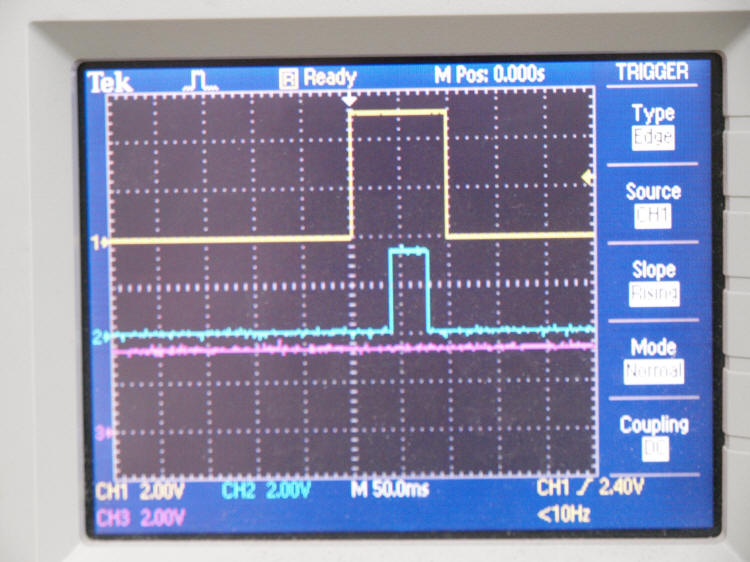 Tek R Ready M Pos: 0.000s TRIGGER
Type
Edge
Source
CH1
Slope
Rising
Mode
Normal
Coupling
DC
1
2
3
CH1 2.00V CH2 2.00V M 50.0ms CH1 2.40V
CH3 2.00V <10Hz